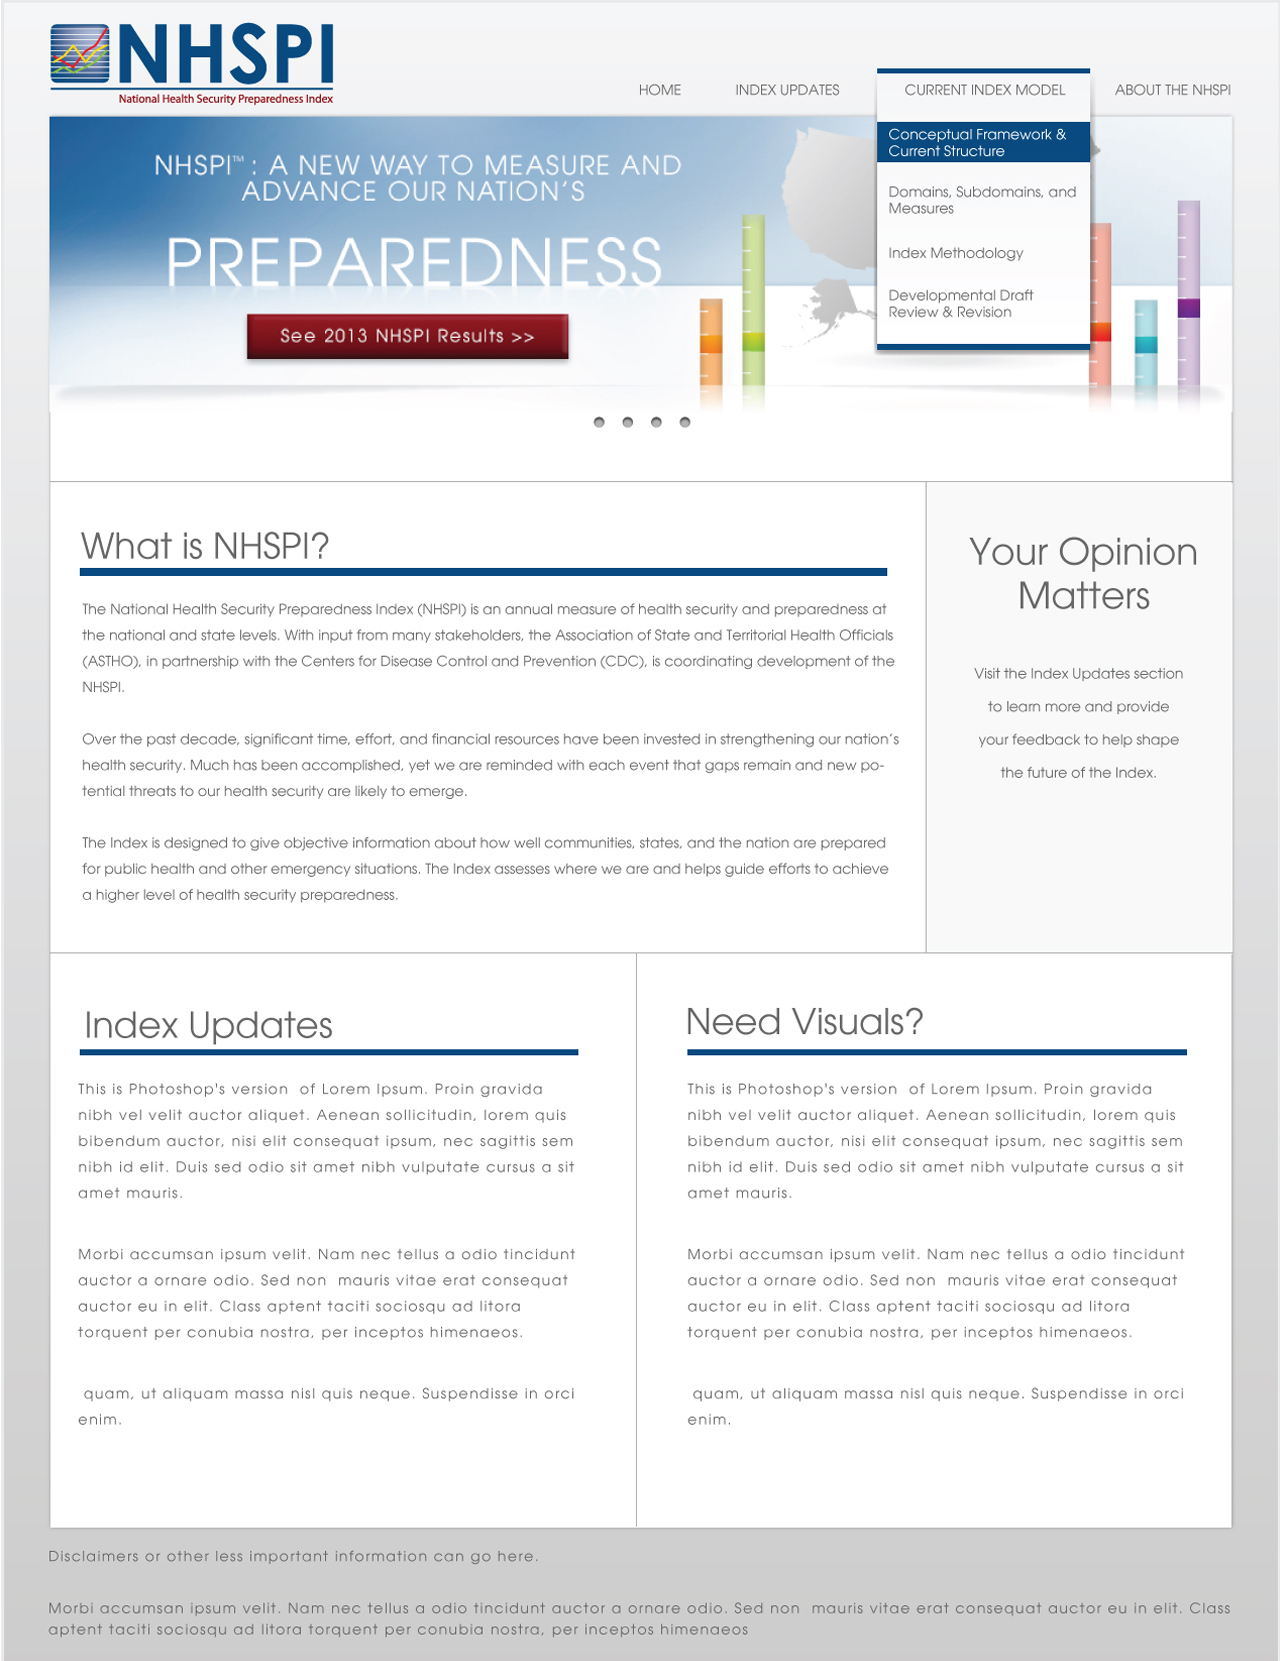 NHSPI
National Health Security Preparedness Index
HOME
INDEX UPDATES
CURRENT INDEX MODEL
ABOUT THE NHSPI
Conceptual Framework &
Current Structure
Domains, Subdomains, and
Measures
Index Methodology
Developmental Draft
Review & Revision
NHSPI™ : A NEW WAY TO MEASURE AND
ADVANCE OUR NATION’S
PREPAREDNESS
See 2013 NHSPI Results >>
What is NHSPI?
The National Health Security Preparedness Index (NHSPI) is an annual measure of health security and preparedness at
the national and state levels. With input from many stakeholders, the Association of State and Territorial Health Officials
(ASTHO), in partnership with the Centers for Disease Control and Prevention (CDC), is coordinating development of the
NHSPI.
Over the past decade, significant time, effort, and financial resources have been invested in strengthening our nation’s
health security. Much has been accomplished, yet we are reminded with each event that gaps remain and new po-
tential threats to our health security are likely to emerge.
The Index is designed to give objective information about how well communities, states, and the nation are prepared
for public health and other emergency situations. The Index assesses where we are and helps guide efforts to achieve
a higher level of health security preparedness.
Your Opinion
Matters
Visit the Index Updates section
to learn more and provide
your feedback to help shape
the future of the Index.
Index Updates
This is Photoshop's version  of Lorem Ipsum. Proin gravida
nibh vel velit auctor aliquet. Aenean sollicitudin, lorem quis
bibendum auctor, nisi elit consequat ipsum, nec sagittis sem
nibh id elit. Duis sed odio sit amet nibh vulputate cursus a sit
amet mauris.
Morbi accumsan ipsum velit. Nam nec tellus a odio tincidunt
auctor a ornare odio. Sed non  mauris vitae erat consequat
auctor eu in elit. Class aptent taciti sociosqu ad litora
torquent per conubia nostra, per inceptos himenaeos.
quam, ut aliquam massa nisl quis neque. Suspendisse in orci
enim.
Need Visuals?
This is Photoshop's version  of Lorem Ipsum. Proin gravida
nibh vel velit auctor aliquet. Aenean sollicitudin, lorem quis
bibendum auctor, nisi elit consequat ipsum, nec sagittis sem
nibh id elit. Duis sed odio sit amet nibh vulputate cursus a sit
amet mauris.
Morbi accumsan ipsum velit. Nam nec tellus a odio tincidunt
auctor a ornare odio. Sed non  mauris vitae erat consequat
auctor eu in elit. Class aptent taciti sociosqu ad litora
torquent per conubia nostra, per inceptos himenaeos.
quam, ut aliquam massa nisl quis neque. Suspendisse in orci
enim.
Disclaimers or other less important information can go here.
Morbi accumsan ipsum velit. Nam nec tellus a odio tincidunt auctor a ornare odio. Sed non  mauris vitae erat consequat auctor eu in elit. Class
aptent taciti sociosqu ad litora torquent per conubia nostra, per inceptos himenaeos